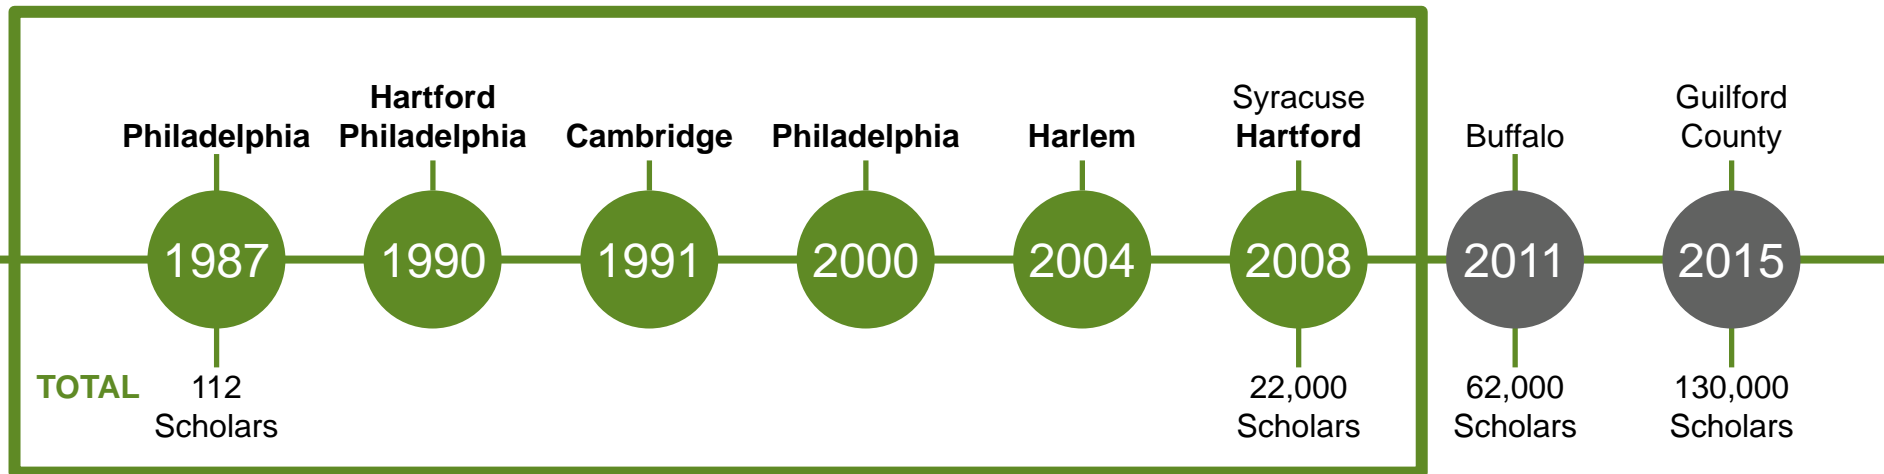 Philadelphia
1987
112
Scholars
Hartford
Philadelphia
1990
Cambridge
1991
Philadelphia
2000
Harlem
2004
Syracuse
Hartford
2008
22,000
Scholars
Buffalo
2011
62,000
Scholars
Guilford
County
2015
130,000
Scholars
TOTAL